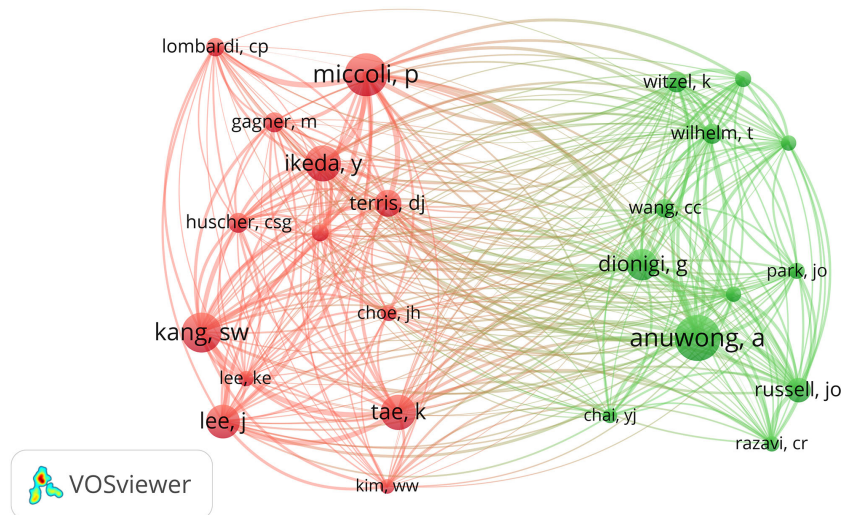 lombardi, cp
miccoli, p
witzel, k
gagner, m
wilhelm, t
ikeda, y
terris, dj
wang, cc
huscher, csg
dionigi, g
park, jo
choe, jh
kang, sw
anuwong, a
lee, ke
russell, jo
lee, j
tae, k
chai, yj
razavi, cr
kim, ww
VOSviewer